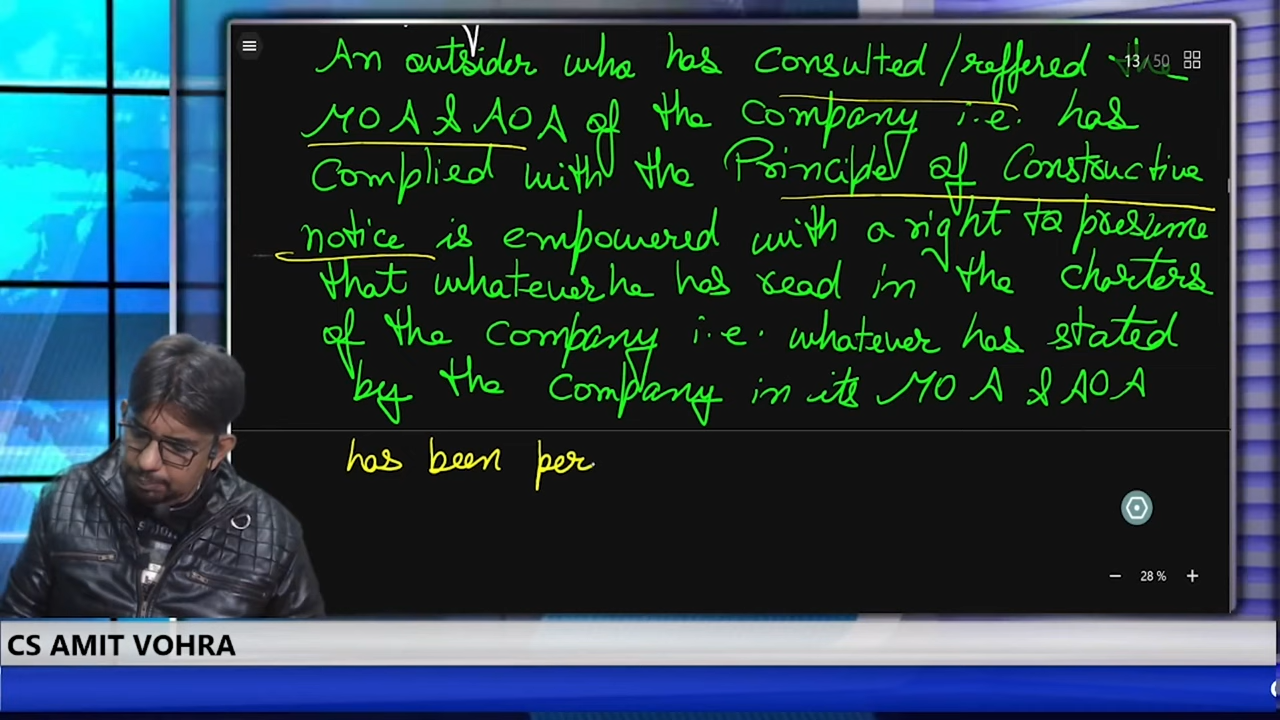 An outsider who has Consulted / reffered the
13 50
MOA & AOA of the Company i.e. has
Complied with the Principle of Constructive
notice is empowered with a right to presume
that whatever he has read in the charters
of the Company i.e. whatever has stated
by the Company in its MOA & AOA
has been per
28 %
CS AMIT VOHRA